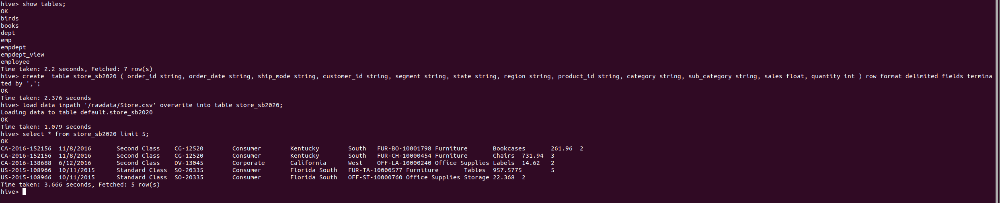 hive> show tables;
OK
birds
books
dept
emp
empdept
empdept_view
employee
Time taken: 2.2 seconds, Fetched: 7 row(s)
hive> create  table store_sb2020 ( order_id string, order_date string, ship_mode string, customer_id string, segment string, state string, region string, product_id string, category string, sub_category string, sales float, quantity int ) row format delimited fields termina
ted by ',';
OK
Time taken: 2.376 seconds
hive> load data inpath '/rawdata/Store.csv' overwrite into table store_sb2020;
Loading data to table default.store_sb2020
OK
Time taken: 1.079 seconds
hive> select * from store_sb2020 limit 5;
OK
CA-2016-152156  11/8/2016       Second Class    CG-12520        Consumer        Kentucky        South   FUR-BO-10001798 Furniture       Bookcases       261.96  2
CA-2016-152156  11/8/2016       Second Class    CG-12520        Consumer        Kentucky        South   FUR-CH-10000454 Furniture       Chairs  731.94  3
CA-2016-138688  6/12/2016       Second Class    DV-13045        Corporate       California      West    OFF-LA-10000240 Office Supplies Labels  14.62   2
US-2015-108966  10/11/2015      Standard Class  SO-20335        Consumer        Florida South   FUR-TA-10000577 Furniture       Tables  957.5775        5
US-2015-108966  10/11/2015      Standard Class  SO-20335        Consumer        Florida South   OFF-ST-10000760 Office Supplies Storage 22.368  2
Time taken: 3.666 seconds, Fetched: 5 row(s)
hive>